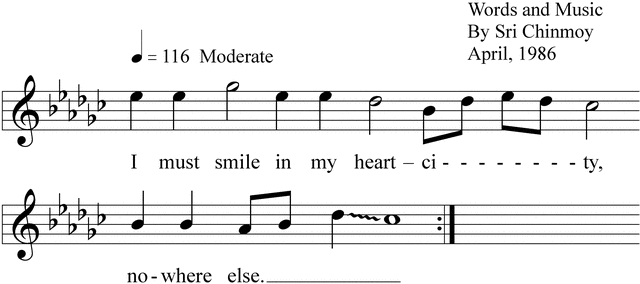 Words and Music
By Sri Chinmoy
April, 1986
= 116 Moderate
I must smile in my heart – ci - - - - - - - - ty,
no - where else.